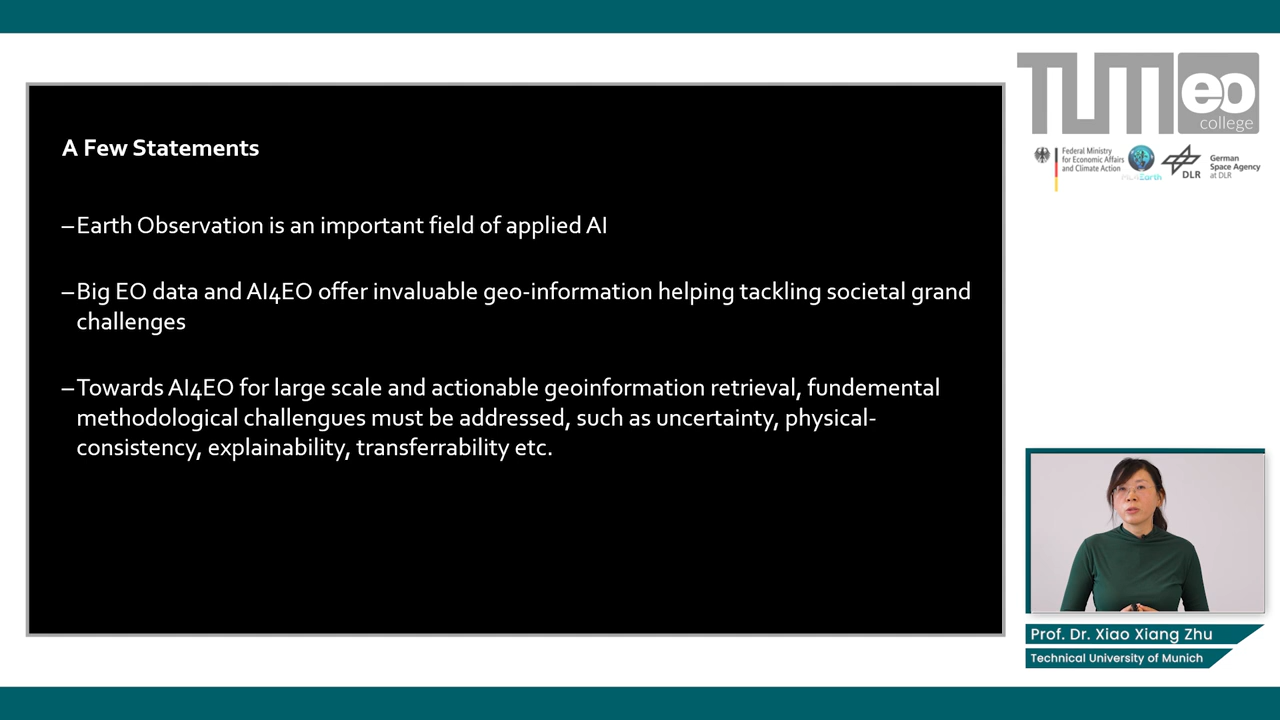 A Few Statements
–Earth Observation is an important field of applied AI
–Big EO data and AI4EO offer invaluable geo-information helping tackling societal grand
challenges
–Towards AI4EO for large scale and actionable geoinformation retrieval, fundemental
methodological challengues must be addressed, such as uncertainty, physical-
consistency, explainability, transferrability etc.
TUM eo
college
Federal Ministry
for Economic Affairs
and Climate Action
ML4Earth
DLR
German
Space Agency
at DLR
Prof. Dr. Xiao Xiang Zhu
Technical University of Munich